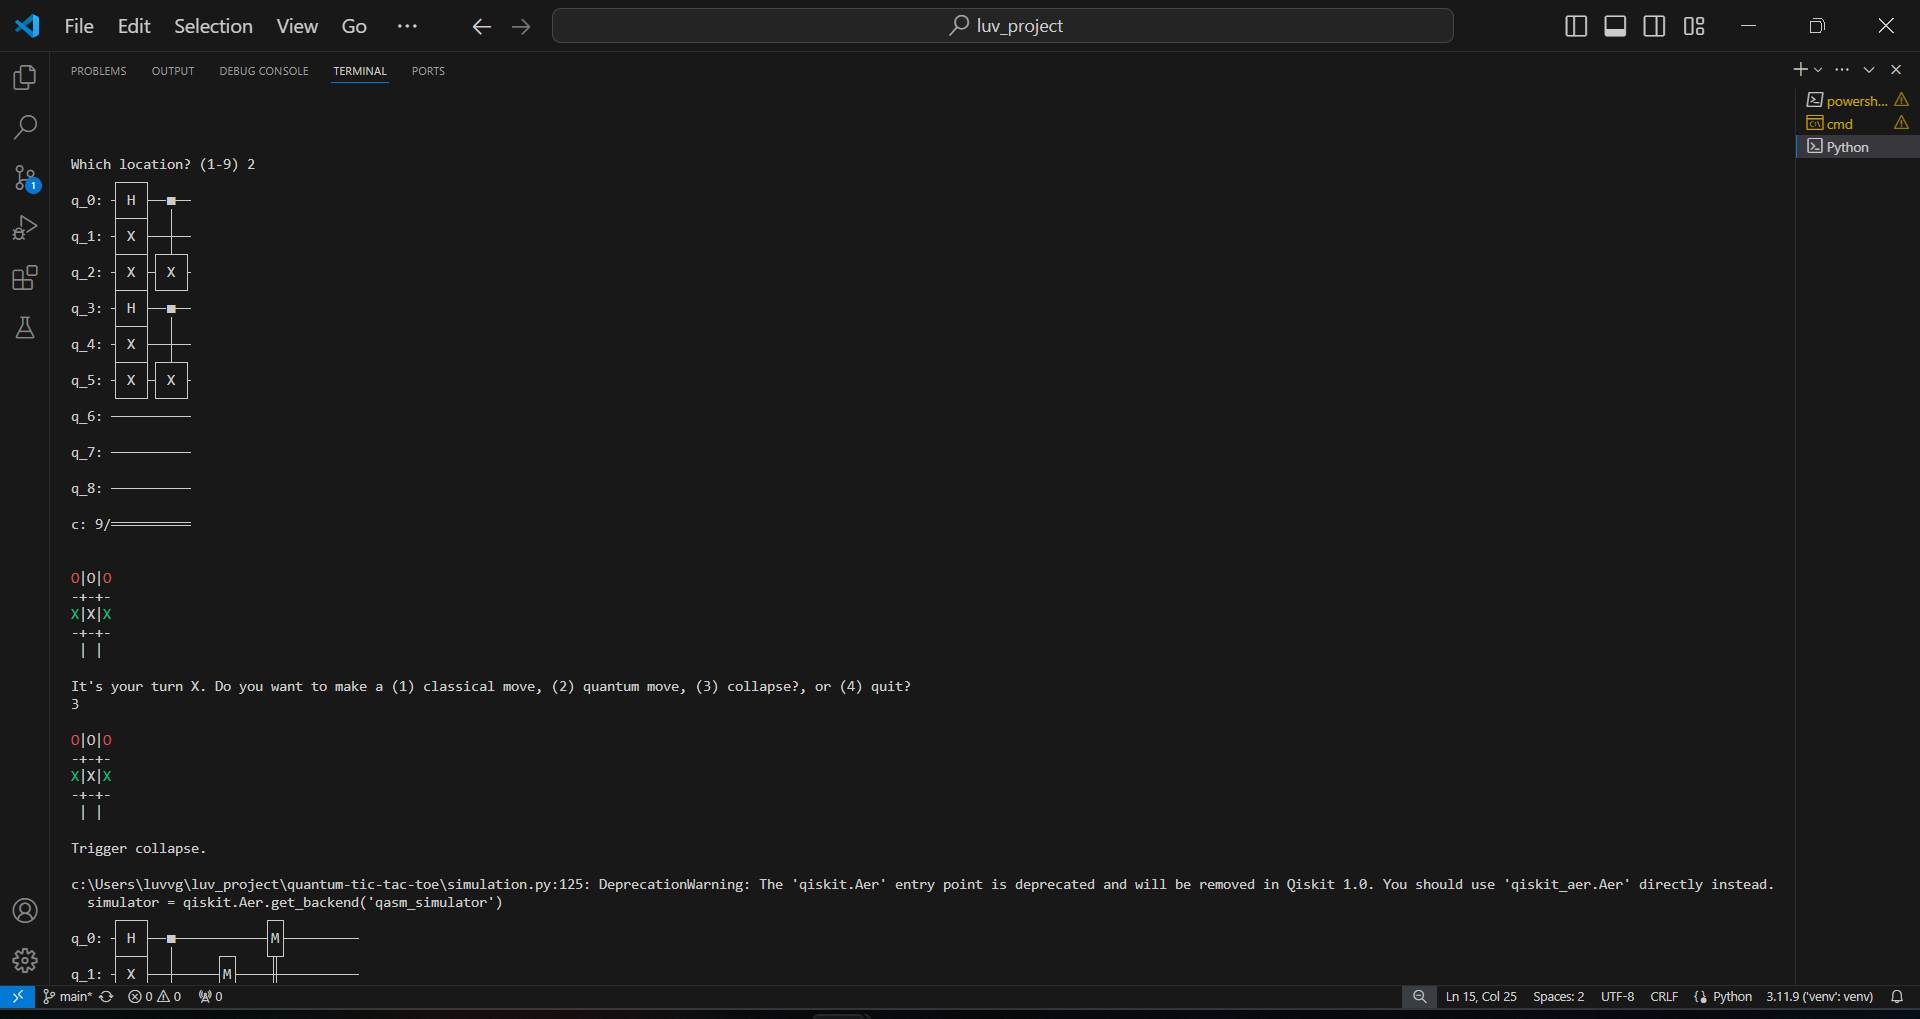 File Edit Selection View Go ···
luv_project
PROBLEMS OUTPUT DEBUG CONSOLE TERMINAL PORTS
powersh...
cmd
Python
1
Which location? (1-9) 2
q_0: H
q_1: X
q_2: X X
q_3: H
q_4: X
q_5: X X
q_6:
q_7:
q_8:
c: 9/
O|O|O
-+-+-
X|X|X
-+-+-
| |
It's your turn X. Do you want to make a (1) classical move, (2) quantum move, (3) collapse?, or (4) quit?
3
O|O|O
-+-+-
X|X|X
-+-+-
| |
Trigger collapse.
c:\Users\luvvg\luv_project\quantum-tic-tac-toe\simulation.py:125: DeprecationWarning: The 'qiskit.Aer' entry point is deprecated and will be removed in Qiskit 1.0. You should use 'qiskit_aer.Aer' directly instead.
simulator = qiskit.Aer.get_backend('qasm_simulator')
q_0: H M
q_1: X M
main* 0 0 0 Ln 15, Col 25 Spaces: 2 UTF-8 CRLF Python 3.11.9 ('venv': venv)